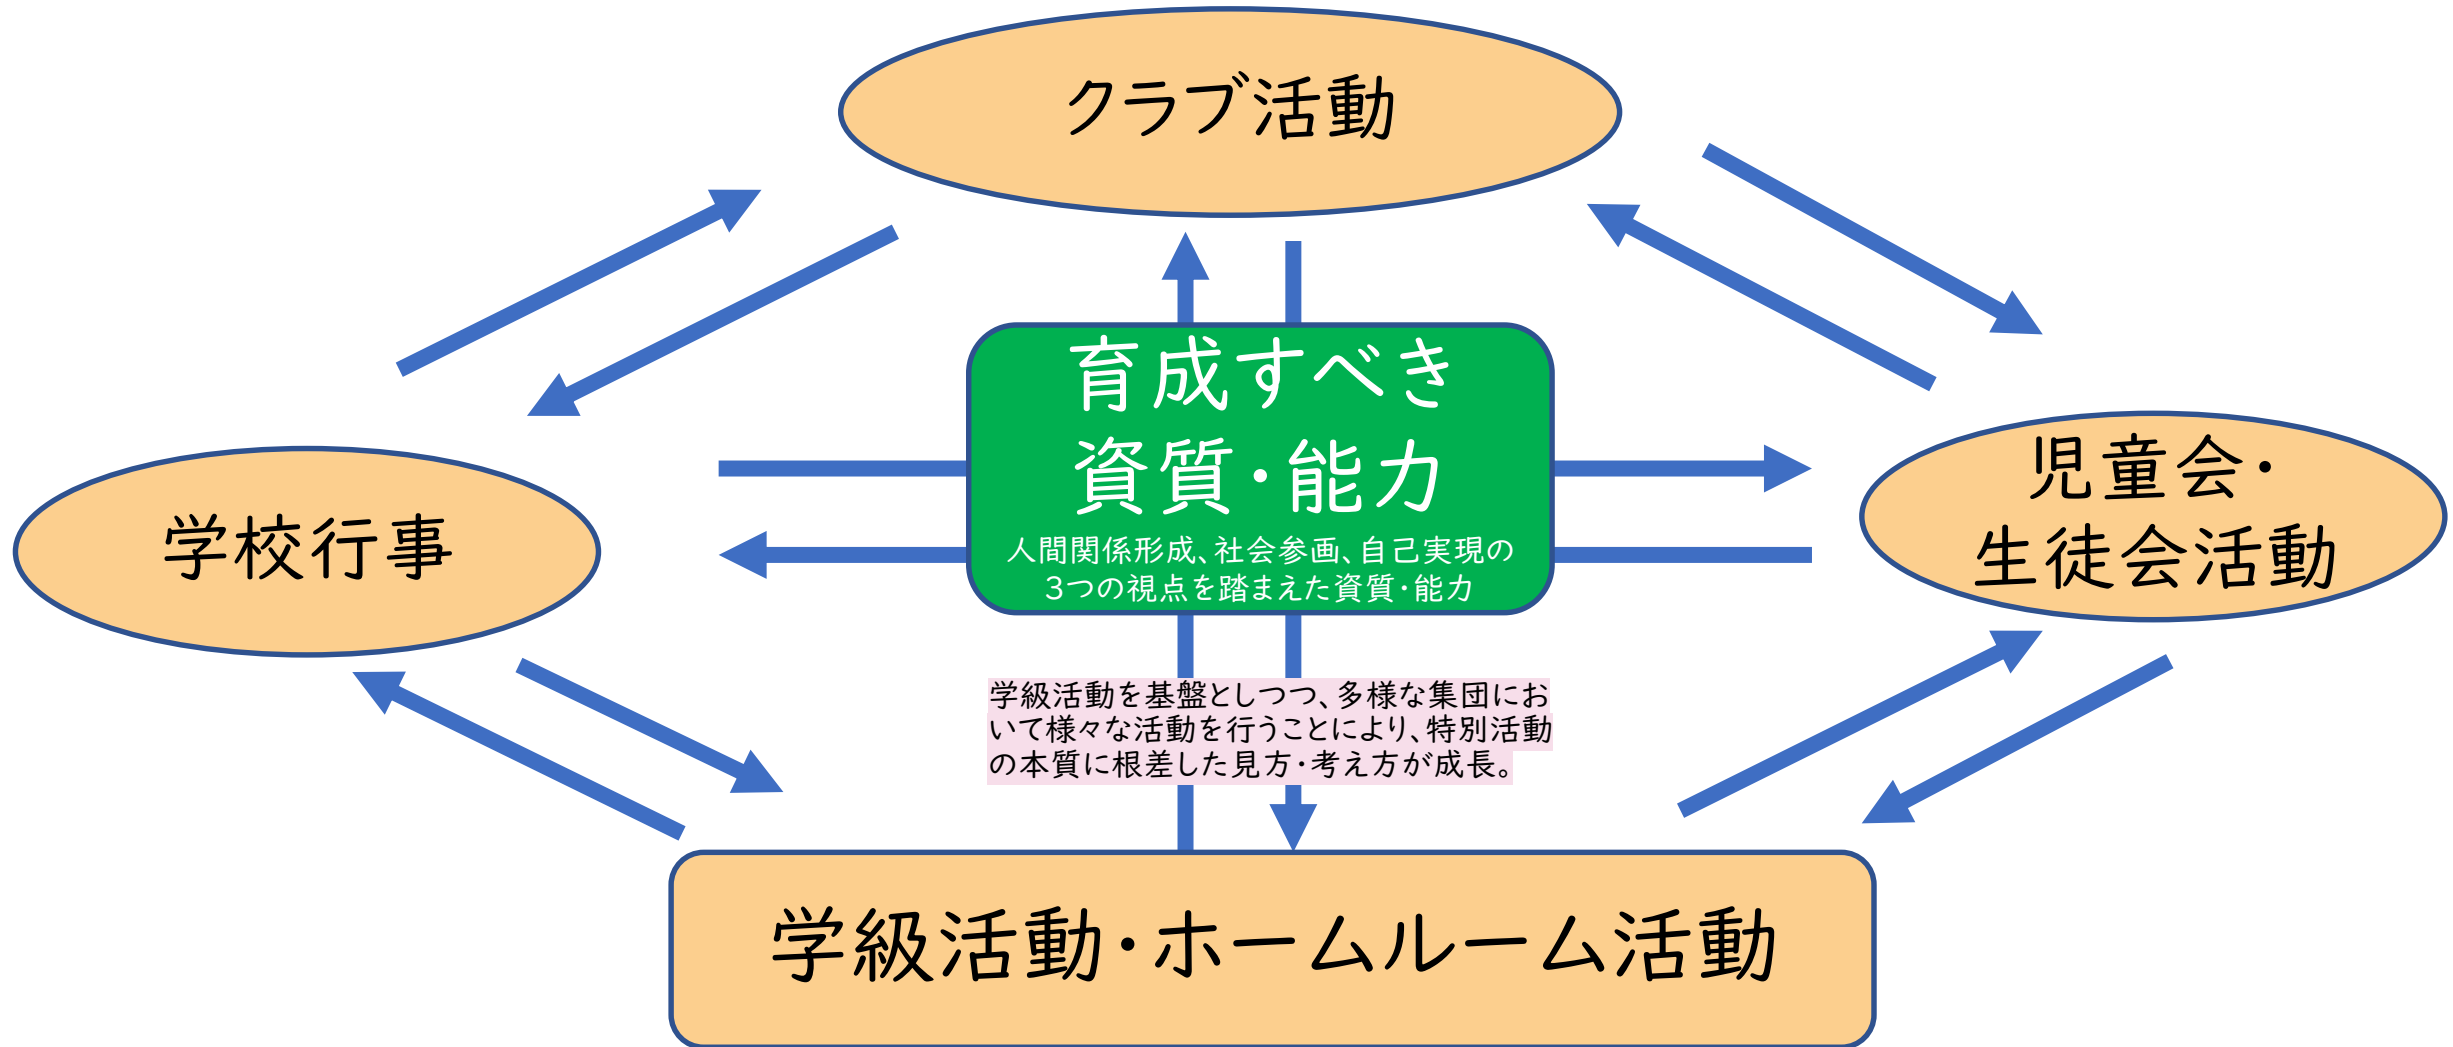 クラブ活動
育成すべき
資質・能力
人間関係形成、社会参画、自己実現の
3つの視点を踏まえた資質・能力
学校行事
児童会・
生徒会活動
学級活動を基盤としつつ、多様な集団にお
いて様々な活動を行うことにより、特別活動
の本質に根差した見方・考え方が成長。
学級活動・ホームルーム活動